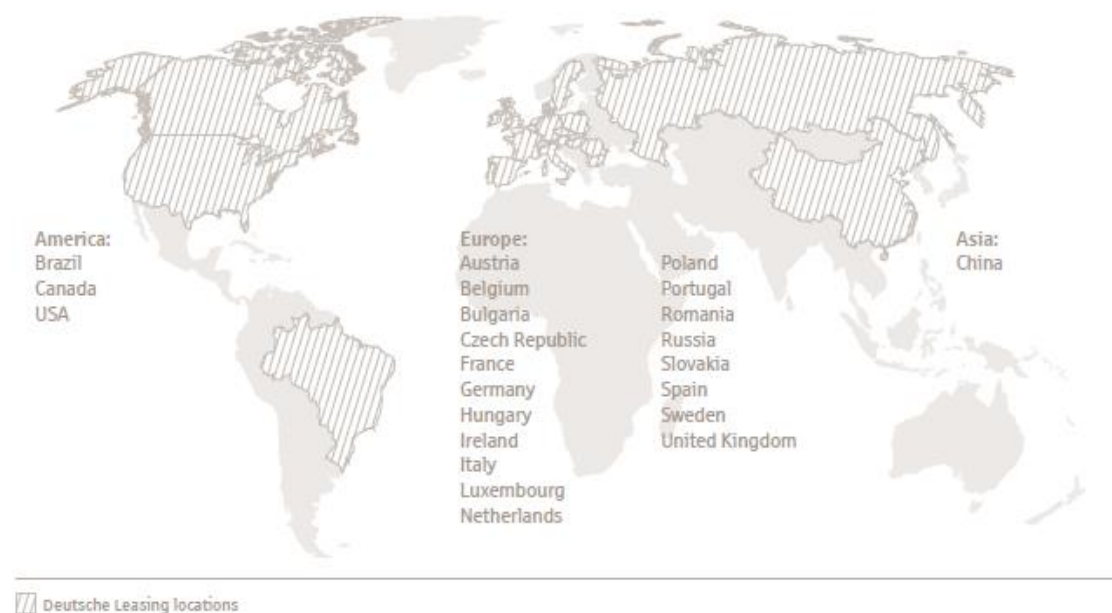 America:
Brazil
Canada
USA
Europe:
Austria
Belgium
Bulgaria
Czech Republic
France
Germany
Hungary
Ireland
Italy
Luxembourg
Netherlands
Poland
Portugal
Romania
Russia
Slovakia
Spain
Sweden
United Kingdom
Asia:
China
Deutsche Leasing locations